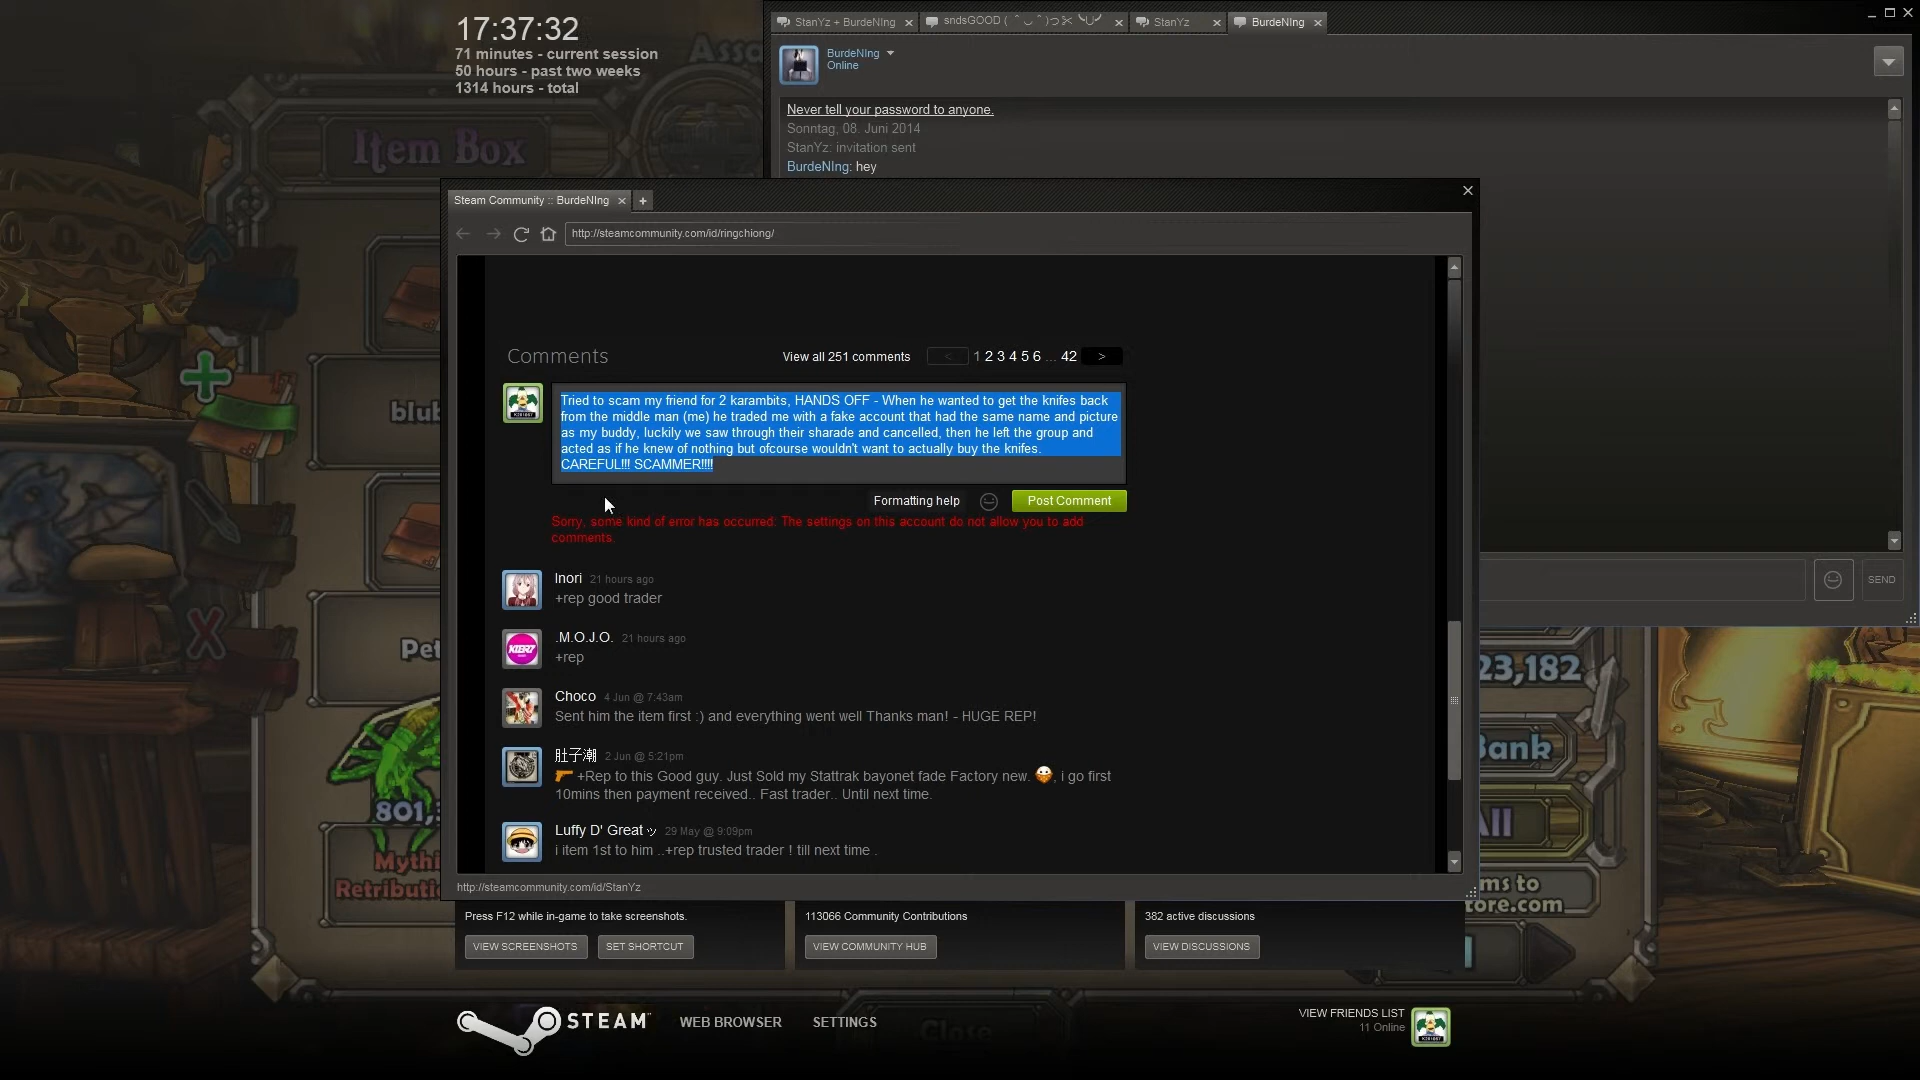 17:37:32
71 minutes - current session
50 hours - past two weeks
1314 hours - total
Item Box
StanYz + BurdeNIng
StanYz
BurdeNIng
BurdeNIng
Online
Never tell your password to anyone.
Sonntag, 08. Juni 2014
StanYz: invitation sent
BurdeNIng: hey
SEND
Steam Community :: BurdeNIng
http://steamcommunity.com/id/ringchiong/
Comments
View all 251 comments
< 1 2 3 4 5 6 ... 42 >
Tried to scam my friend for 2 karambits, HANDS OFF - When he wanted to get the knifes back
from the middle man (me) he traded me with a fake account that had the same name and picture
as my buddy, luckily we saw through their sharade and cancelled, then he left the group and
acted as if he knew of nothing but ofcourse wouldn't want to actually buy the knifes.
CAREFUL!!! SCAMMER!!!!
Formatting help
Post Comment
Sorry, some kind of error has occurred: The settings on this account do not allow you to add
comments.
Inori 21 hours ago
+rep good trader
.M.O.J.O. 21 hours ago
+rep
Choco 4 Jun @ 7:43am
Sent him the item first :) and everything went well Thanks man! - HUGE REP!
肚子潮 2 Jun @ 5:21pm
+Rep to this Good guy. Just Sold my Stattrak bayonet fade Factory new. , i go first
10mins then payment received.. Fast trader.. Until next time.
Luffy D' Great ッ 29 May @ 9:09pm
i item 1st to him ..+rep trusted trader ! till next time .
http://steamcommunity.com/id/StanYz
23,182
Bank
All
Press F12 while in-game to take screenshots.
VIEW SCREENSHOTS
SET SHORTCUT
113066 Community Contributions
VIEW COMMUNITY HUB
382 active discussions
VIEW DISCUSSIONS
Close
STEAM
WEB BROWSER
SETTINGS
VIEW FRIENDS LIST
11 Online